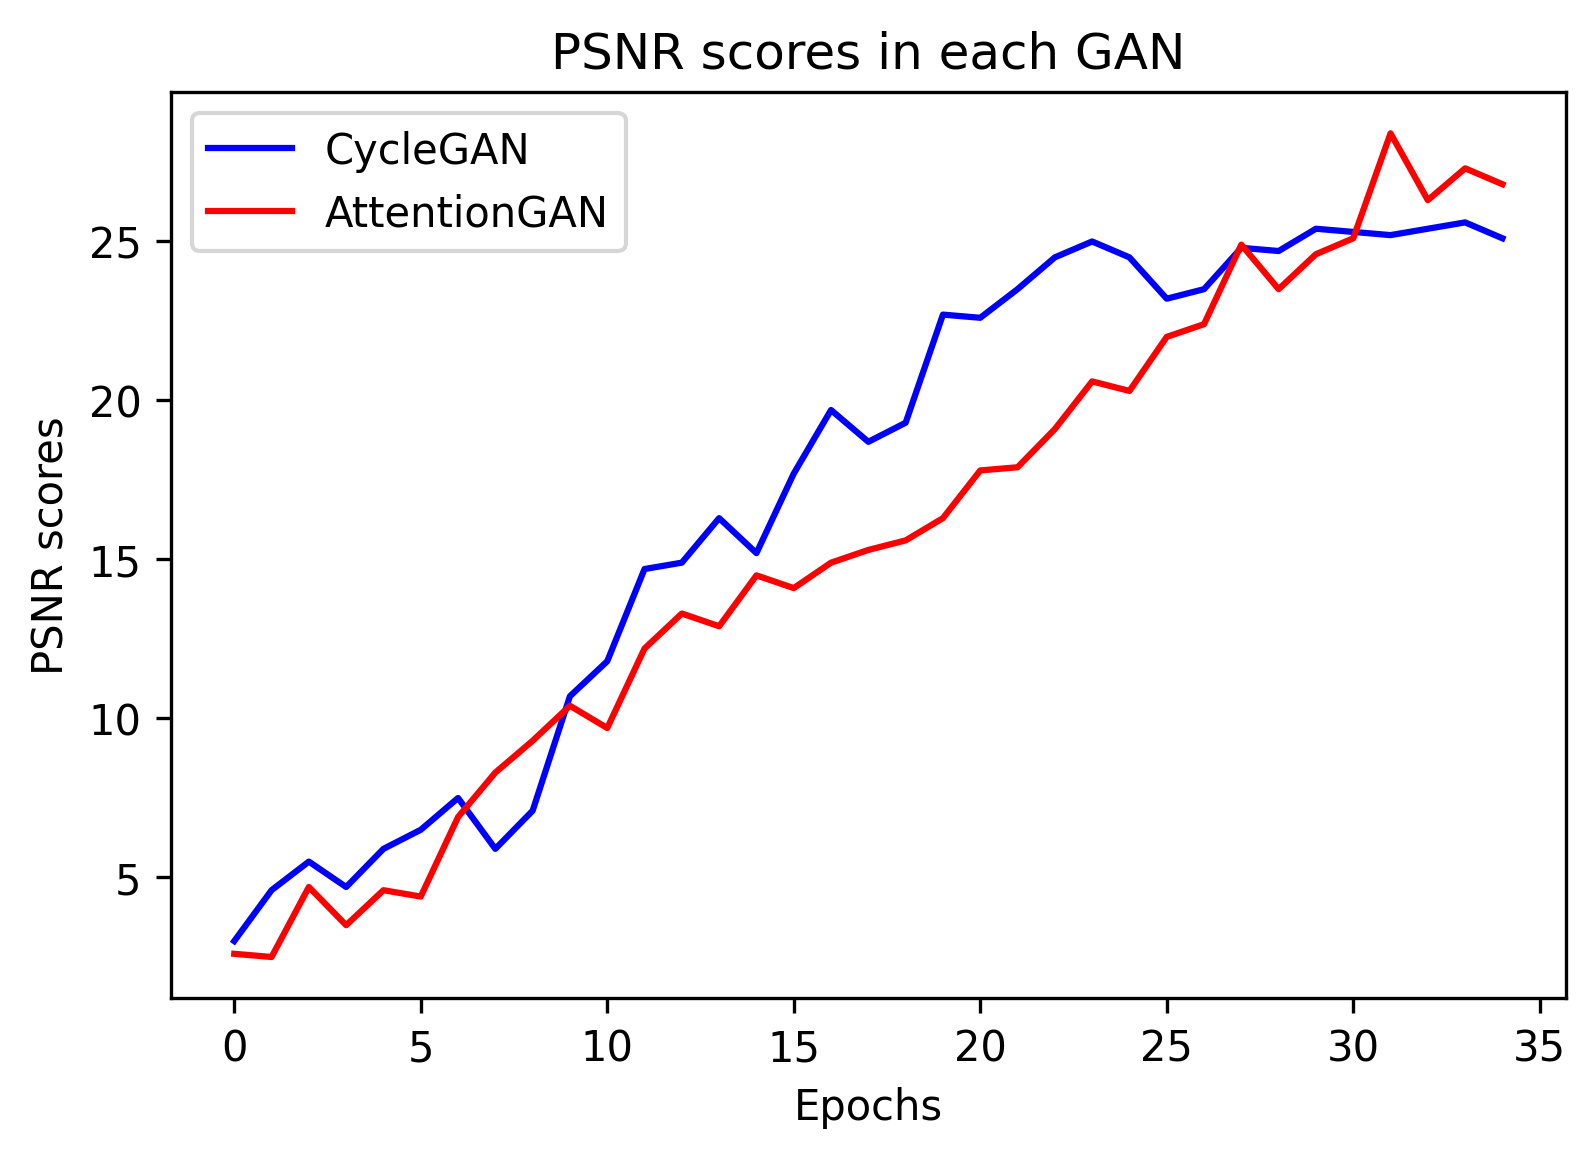 PSNR scores in each GAN
CycleGAN
AttentionGAN
25
20
15
10
5
PSNR scores
0 5 10 15 20 25 30 35
Epochs